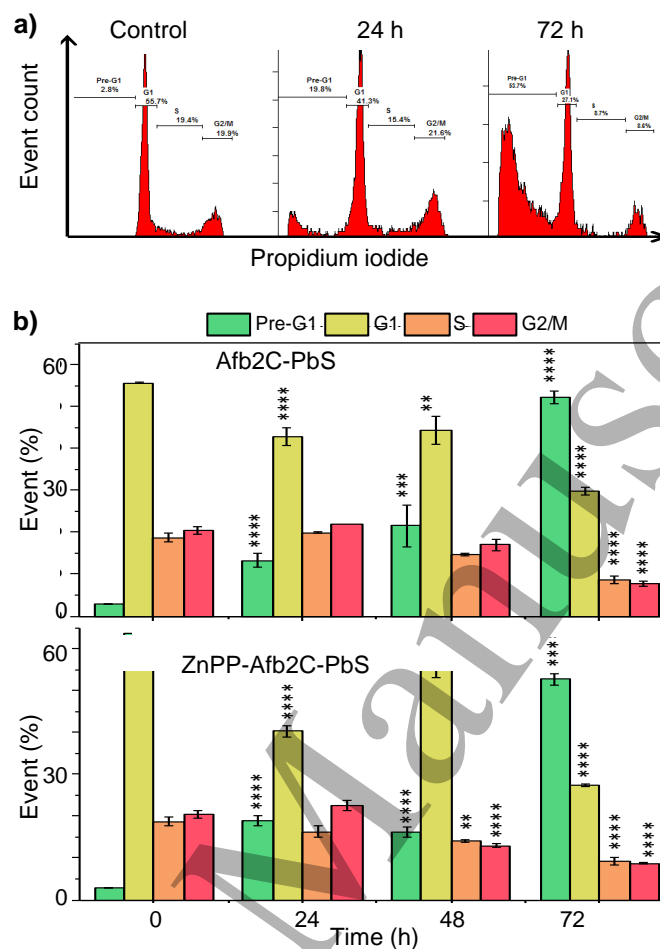 a)
Control
24 h
72 h
Event count
Pre-G1
2.8%
G1
55.7%
S
19.4%
G2/M
19.9%
Pre-G1
19.8%
G1
41.3%
S
15.4%
G2/M
21.6%
Pre-G1
53.7%
G1
27.1%
S
8.7%
G2/M
8.6%
Propidium iodide
b)
Pre-G1
G1
S
G2/M
Afb2C-PbS
Event (%)
60
30
0
****
****
***
**
****
****
****
****
ZnPP-Afb2C-PbS
Event (%)
60
30
0
****
****
****
**
****
****
****
****
0
24
48
72
Time (h)
Manus